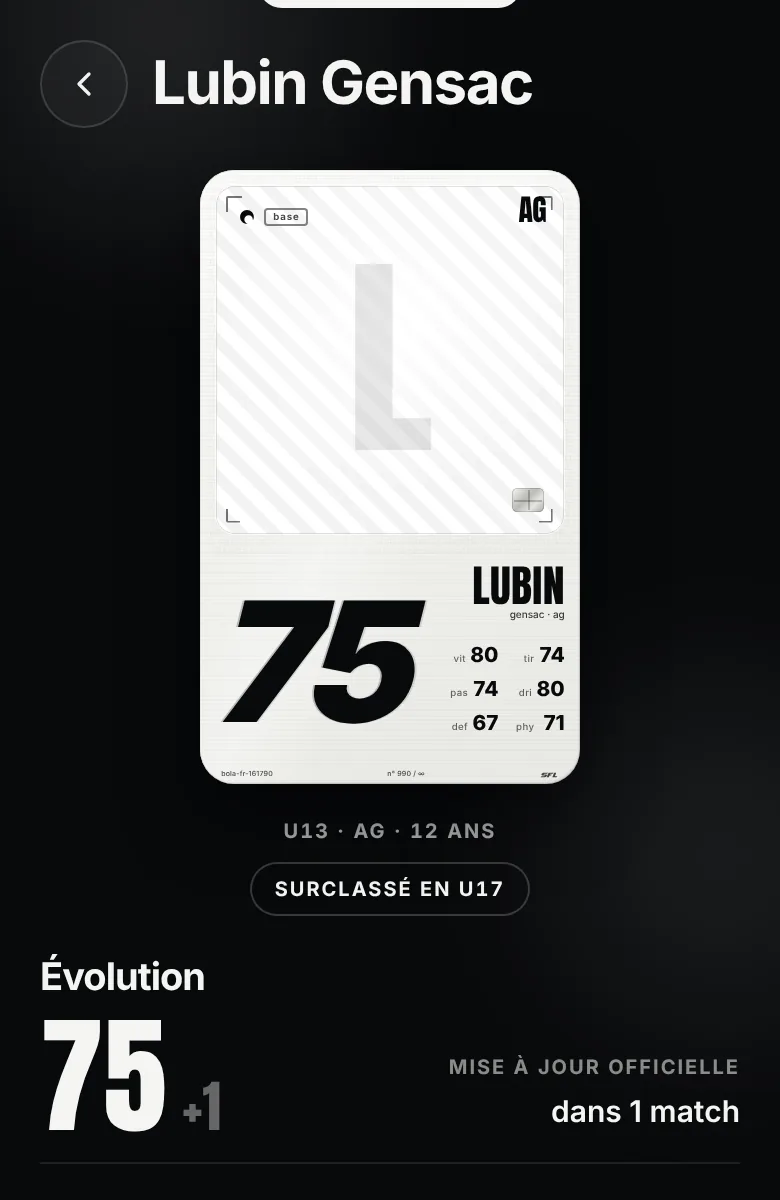 Lubin Gensac
base
AG
L
75
LUBIN
gensac · ag
vit 80 tir 74
pas 74 dri 80
def 67 phy 71
bola-fr-161790 n° 990 / ∞ SFL
U13 · AG · 12 ANS
SURCLASSÉ EN U17
Évolution
75 +1
MISE À JOUR OFFICIELLE
dans 1 match